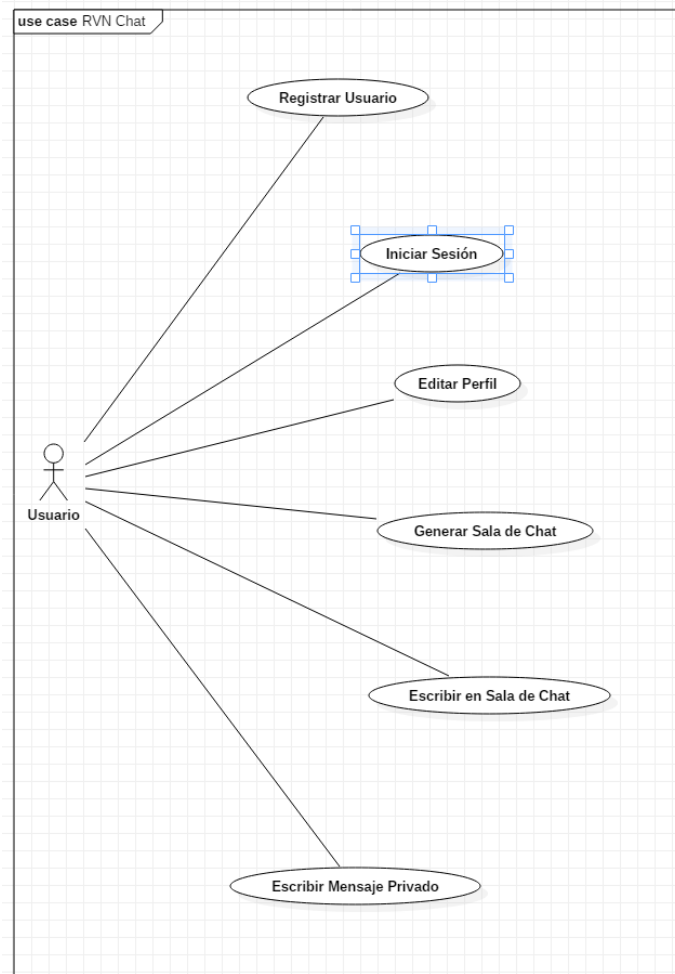 use case RVN Chat
Registrar Usuario
Iniciar Sesión
Editar Perfil
Usuario
Generar Sala de Chat
Escribir en Sala de Chat
Escribir Mensaje Privado